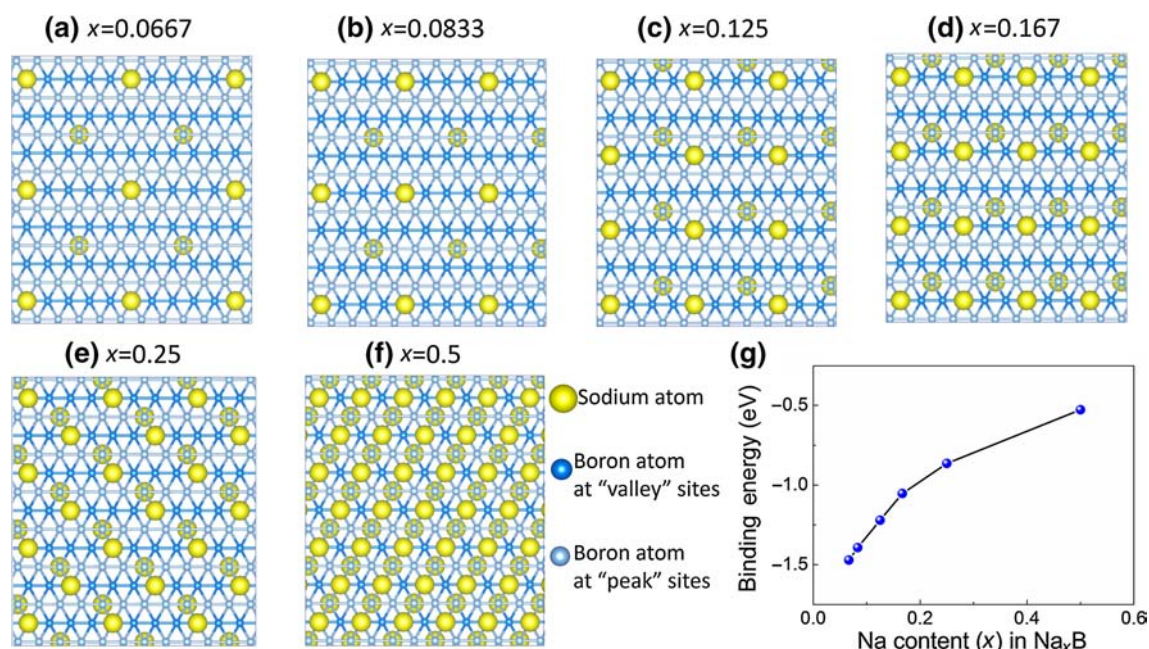 (a) x=0.0667
(b) x=0.0833
(c) x=0.125
(d) x=0.167
(e) x=0.25
(f) x=0.5
Sodium atom
Boron atom
at “valley” sites
Boron atom
at “peak” sites
(g)
Binding energy (eV)
−0.5
−1.0
−1.5
0.0 0.2 0.4 0.6
Na content (x) in NaxB